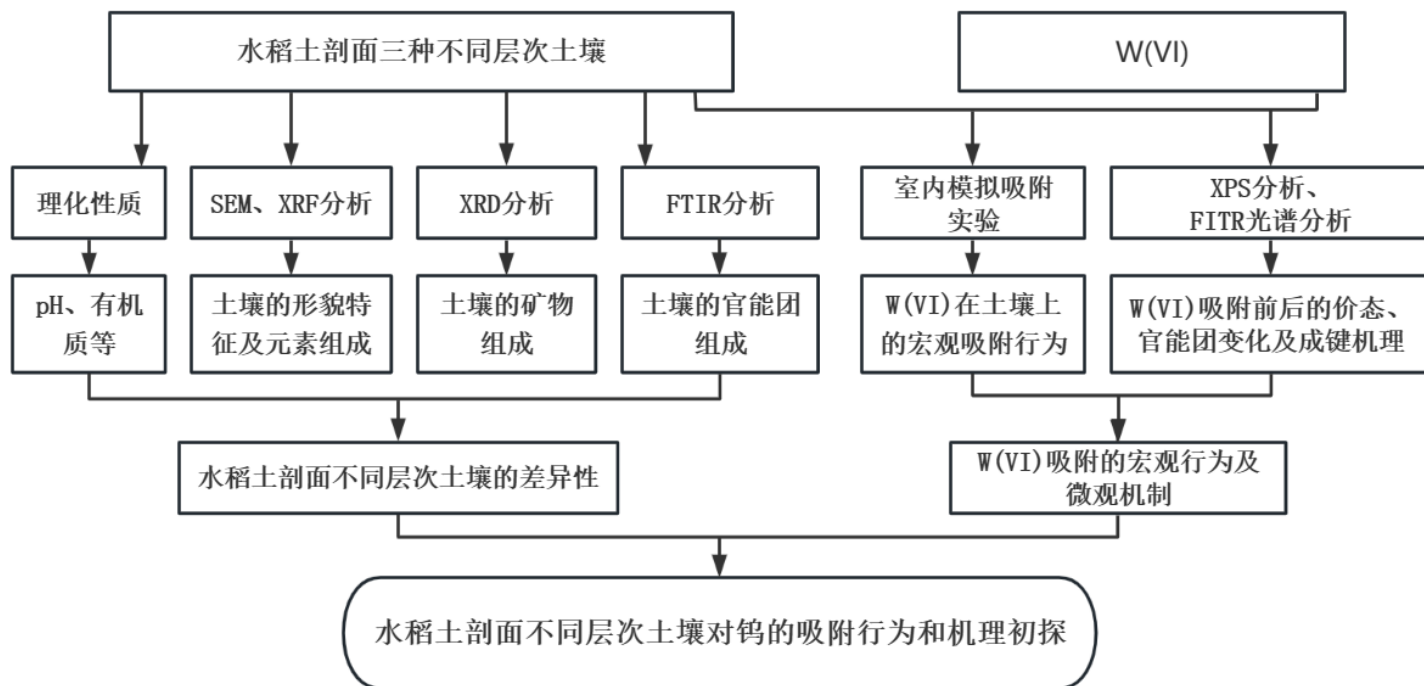 水稻土剖面三种不同层次土壤
W(VI)
理化性质
SEM、XRF分析
XRD分析
FTIR分析
室内模拟吸附
实验
XPS分析、
FITR光谱分析
pH、有机
质等
土壤的形貌特
征及元素组成
土壤的矿物
组成
土壤的官能团
组成
W(VI)在土壤上
的宏观吸附行为
W(VI)吸附前后的价态、
官能团变化及成键机理
水稻土剖面不同层次土壤的差异性
W(VI)吸附的宏观行为及
微观机制
水稻土剖面不同层次土壤对钨的吸附行为和机理初探